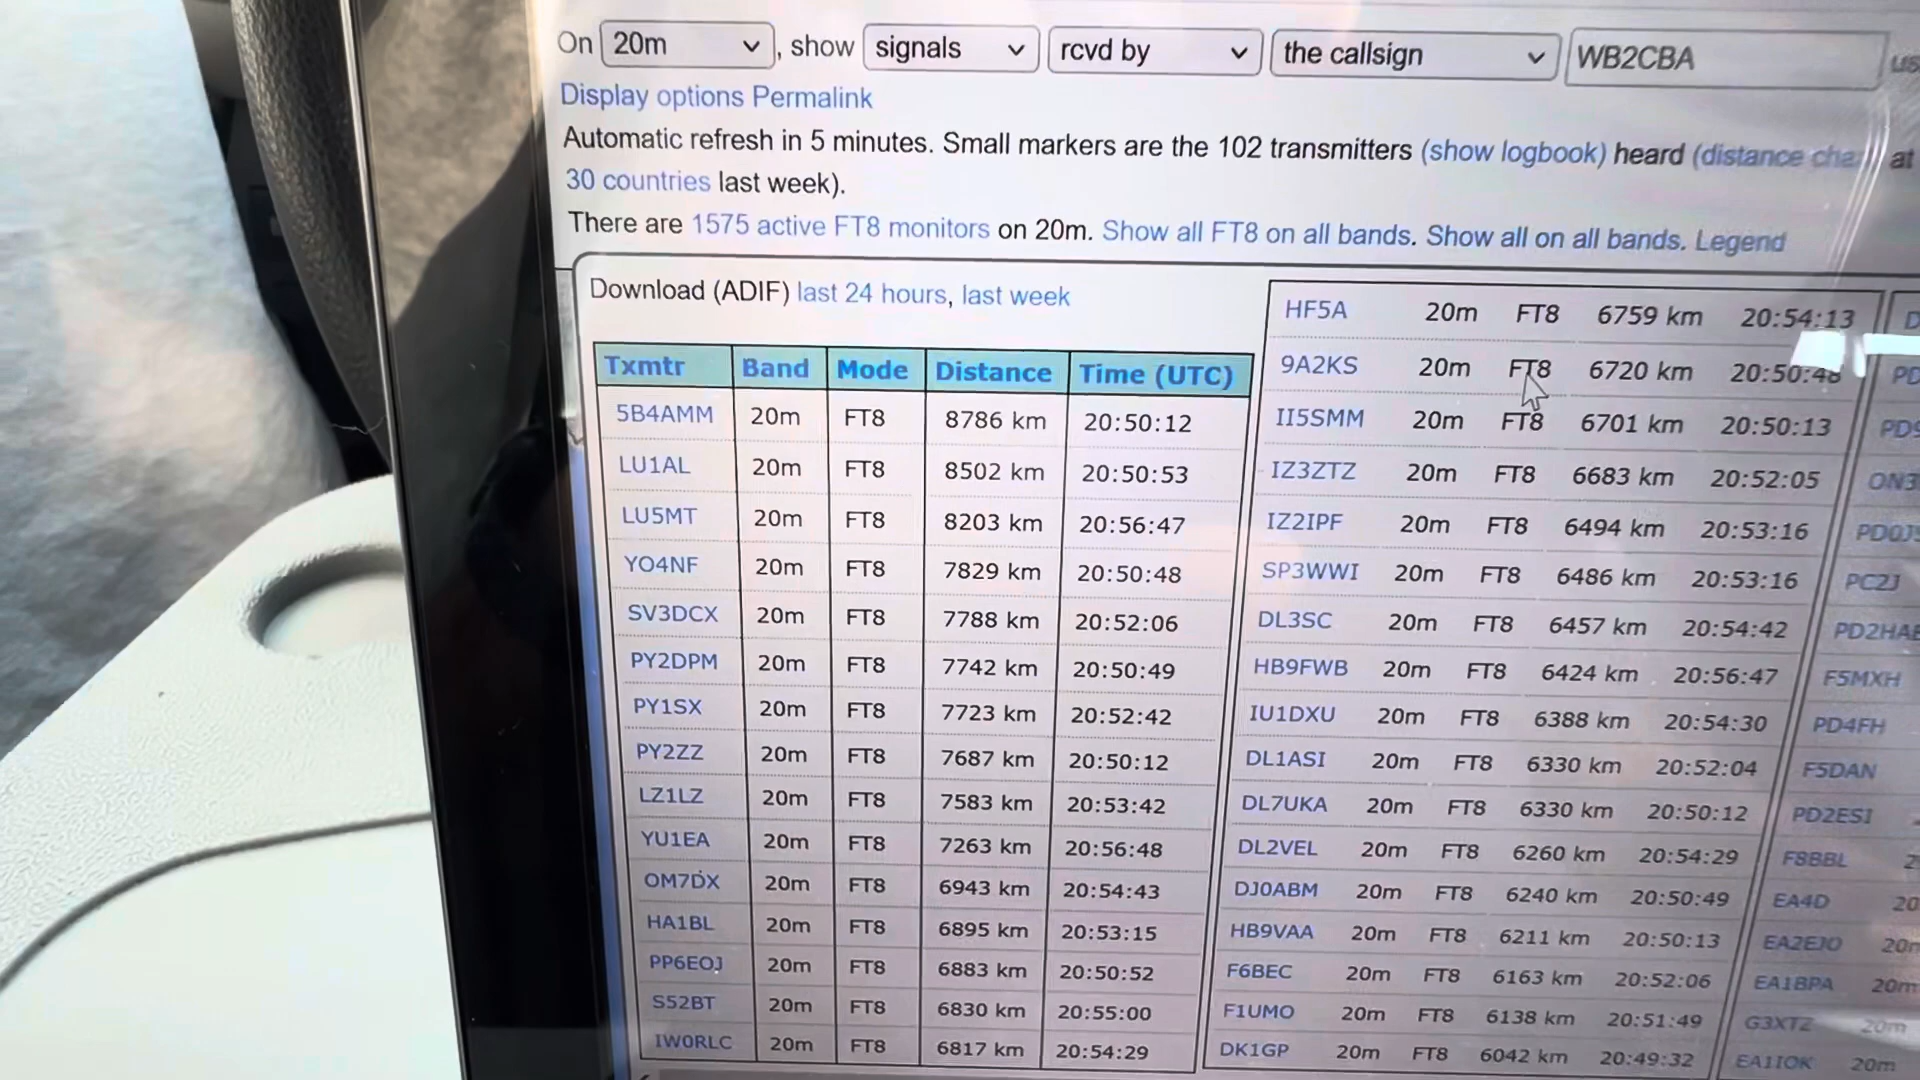 On 20m , show signals rcvd by the callsign WB2CBA
Display options Permalink
Automatic refresh in 5 minutes. Small markers are the 102 transmitters (show logbook) heard (distance at
30 countries last week).
There are 1575 active FT8 monitors on 20m. Show all FT8 on all bands. Show all on all bands. Legend
Download (ADIF) last 24 hours, last week
Txmtr Band Mode Distance Time (UTC)
5B4AMM 20m FT8 8786 km 20:50:12
LU1AL 20m FT8 8502 km 20:50:53
LU5MT 20m FT8 8203 km 20:56:47
YO4NF 20m FT8 7829 km 20:50:48
SV3DCX 20m FT8 7788 km 20:52:06
PY2DPM 20m FT8 7742 km 20:50:49
PY1SX 20m FT8 7723 km 20:52:42
PY2ZZ 20m FT8 7687 km 20:50:12
LZ1LZ 20m FT8 7583 km 20:53:42
YU1EA 20m FT8 7263 km 20:56:48
OM7DX 20m FT8 6943 km 20:54:43
HA1BL 20m FT8 6895 km 20:53:15
PP6EOJ 20m FT8 6883 km 20:50:52
S52BT 20m FT8 6830 km 20:55:00
IW0RLC 20m FT8 6817 km 20:54:29
HF5A 20m FT8 6759 km 20:54:13
9A2KS 20m FT8 6720 km 20:50:48
II5SMM 20m FT8 6701 km 20:50:13
IZ3ZTZ 20m FT8 6683 km 20:52:05
IZ2IPF 20m FT8 6494 km 20:53:16
SP3WWI 20m FT8 6486 km 20:53:16
DL3SC 20m FT8 6457 km 20:54:42
HB9FWB 20m FT8 6424 km 20:56:47
IU1DXU 20m FT8 6388 km 20:54:30
DL1ASI 20m FT8 6330 km 20:52:04
DL7UKA 20m FT8 6330 km 20:50:12
DL2VEL 20m FT8 6260 km 20:54:29
DJ0ABM 20m FT8 6240 km 20:50:49
HB9VAA 20m FT8 6211 km 20:50:13
F6BEC 20m FT8 6163 km 20:52:06
F1UMO 20m FT8 6138 km 20:51:49
DK1GP 20m FT8 6042 km 20:49:32
PC2J
F5MXH
PD4FH
F5DAN
PD2ESI
F8BBL
EA4D 20
EA2EJO 20m
EA1BPA 20m
G3XTZ 20m
EA1IOK 20m